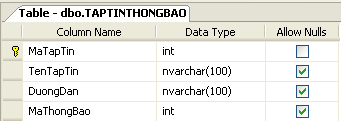 Table - dbo.TAPTINTHONGBAO
Column Name Data Type Allow Nulls
MaTapTin int
TenTapTin nvarchar(100)
DuongDan nvarchar(100)
MaThongBao int